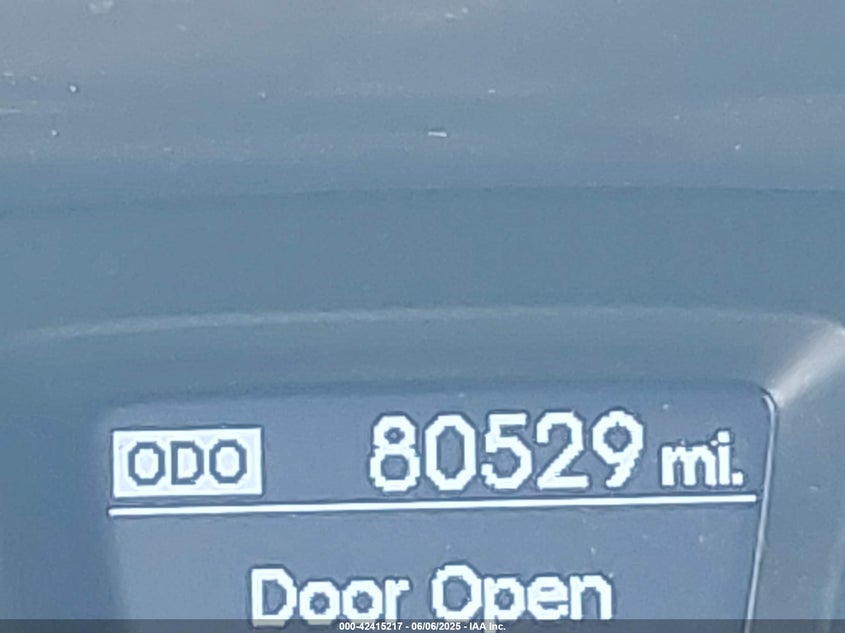 ODO 80529 mi.
Door Open
000-42415217 - 06/06/2025 - IAA Inc.